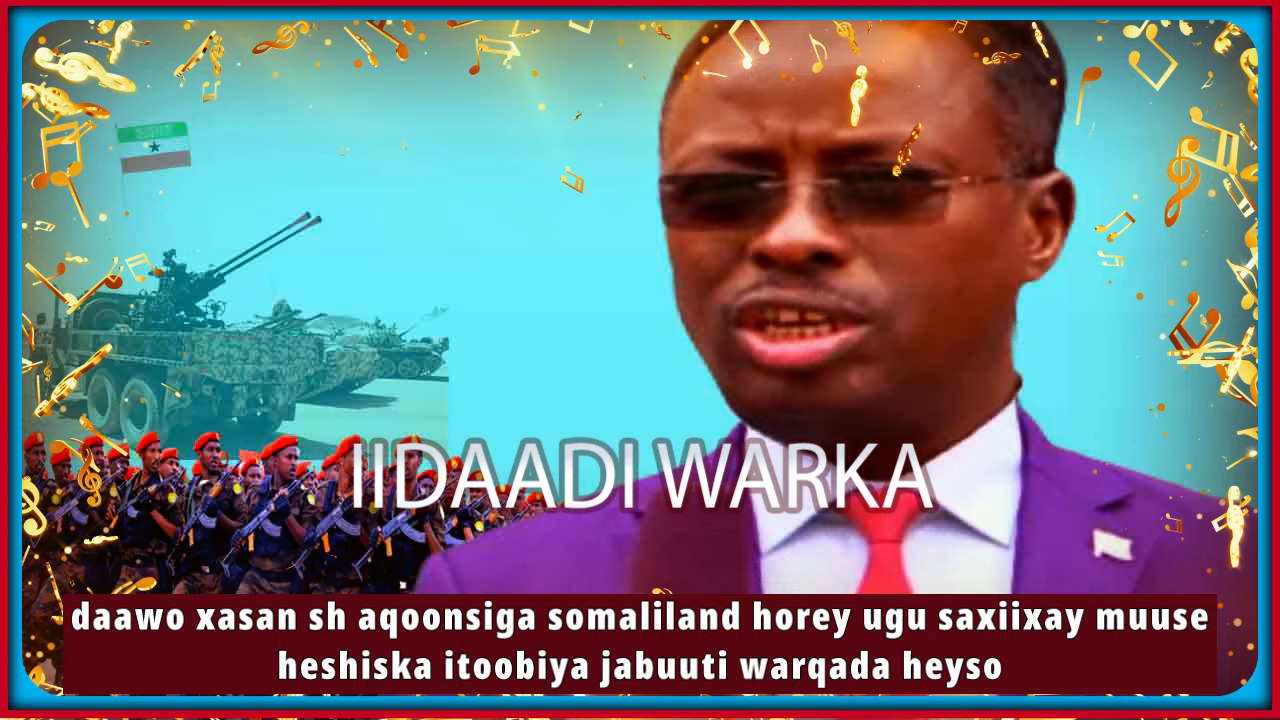 IIDAADI WARKA
daawo xasan sh aqoonsiga somaliland horey ugu saxiixay muuse
heshiska itoobiya jabuuti warqada heyso